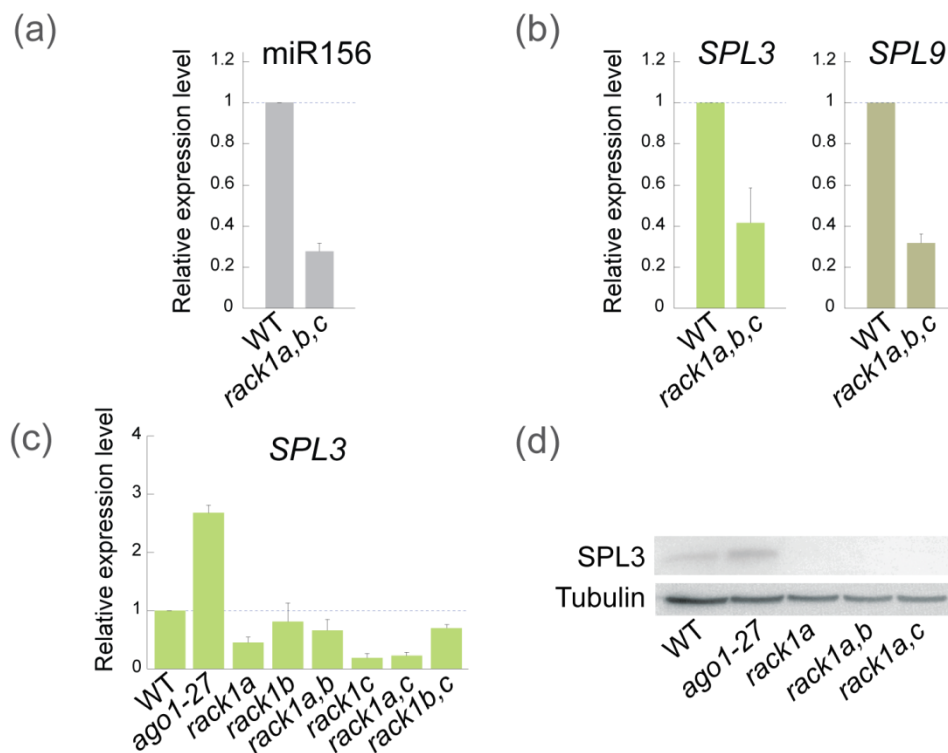 (a)
miR156
Relative expression level
1.2
1
0.8
0.6
0.4
0.2
0
WT
rack1a,b,c
(b)
SPL3
Relative expression level
1.2
1
0.8
0.6
0.4
0.2
0
WT
rack1a,b,c
SPL9
1.2
1
0.8
0.6
0.4
0.2
0
WT
rack1a,b,c
(c)
SPL3
Relative expression level
4
3
2
1
0
WT
ago1-27
rack1a
rack1b
rack1a,b
rack1c
rack1a,c
rack1b,c
(d)
SPL3
Tubulin
WT
ago1-27
rack1a
rack1a,b
rack1a,c